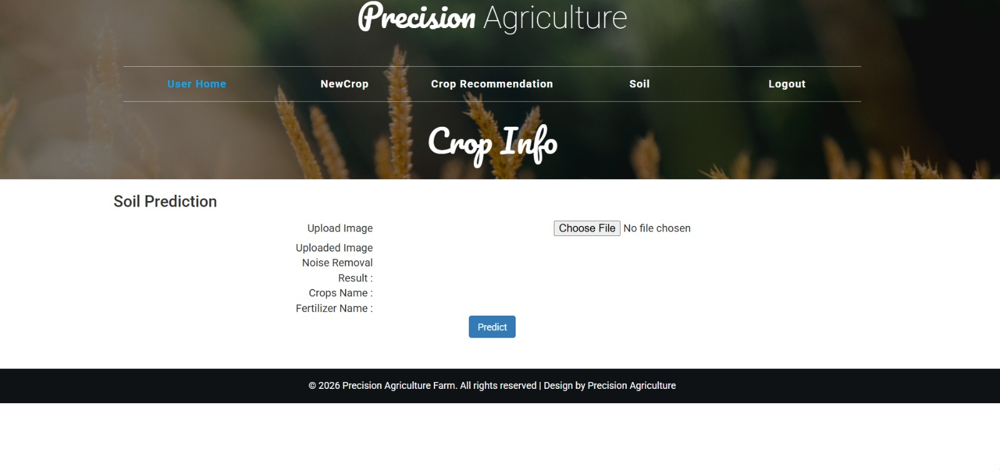 Precision Agriculture
User Home NewCrop Crop Recommendation Soil Logout
Crop Info
Soil Prediction
Upload Image Choose File No file chosen
Uploaded Image
Noise Removal
Result :
Crops Name :
Fertilizer Name :
Predict
© 2026 Precision Agriculture Farm. All rights reserved | Design by Precision Agriculture